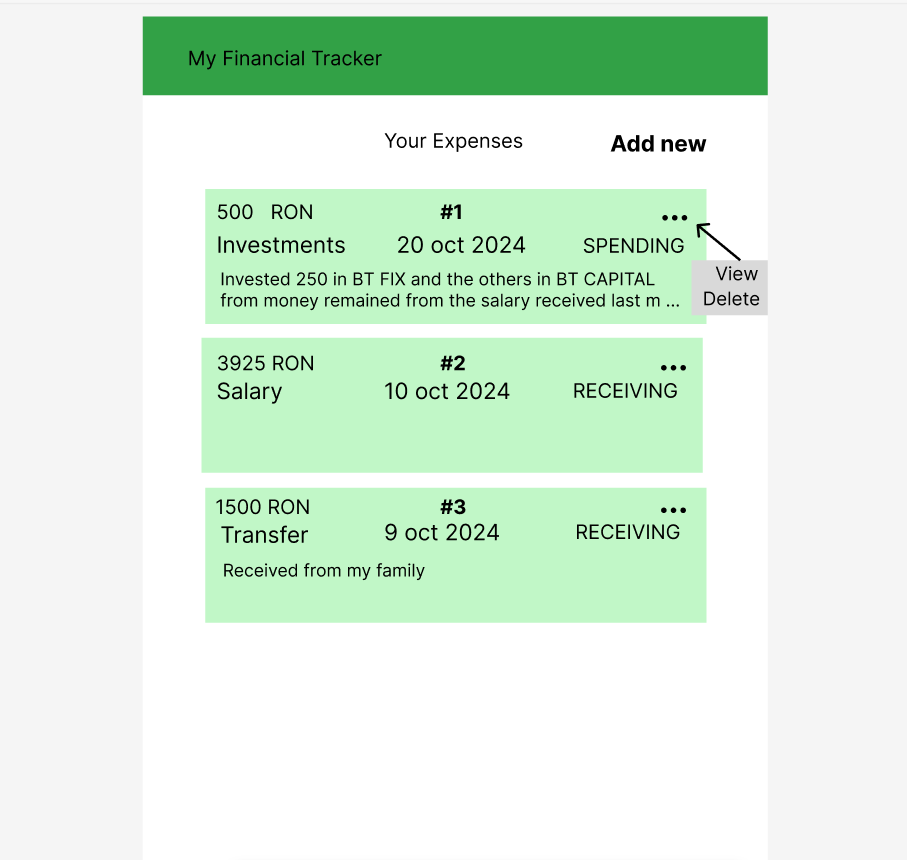 My Financial Tracker
Your Expenses
Add new
500 RON #1 ...
Investments 20 oct 2024 SPENDING
View
Delete
Invested 250 in BT FIX and the others in BT CAPITAL
from money remained from the salary received last m ...
3925 RON #2 ...
Salary 10 oct 2024 RECEIVING
1500 RON #3 ...
Transfer 9 oct 2024 RECEIVING
Received from my family